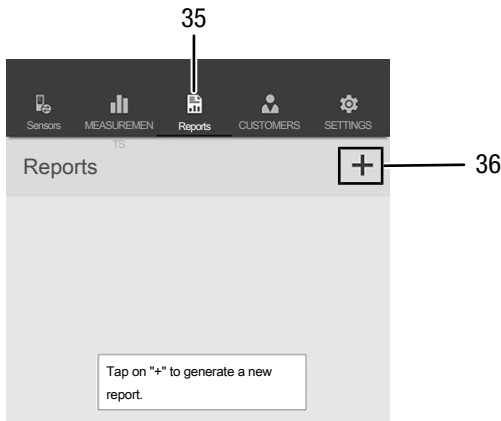 35
Sensors
MEASUREMEN
TS
Reports
CUSTOMERS
SETTINGS
Reports
36
Tap on "+" to generate a new
report.